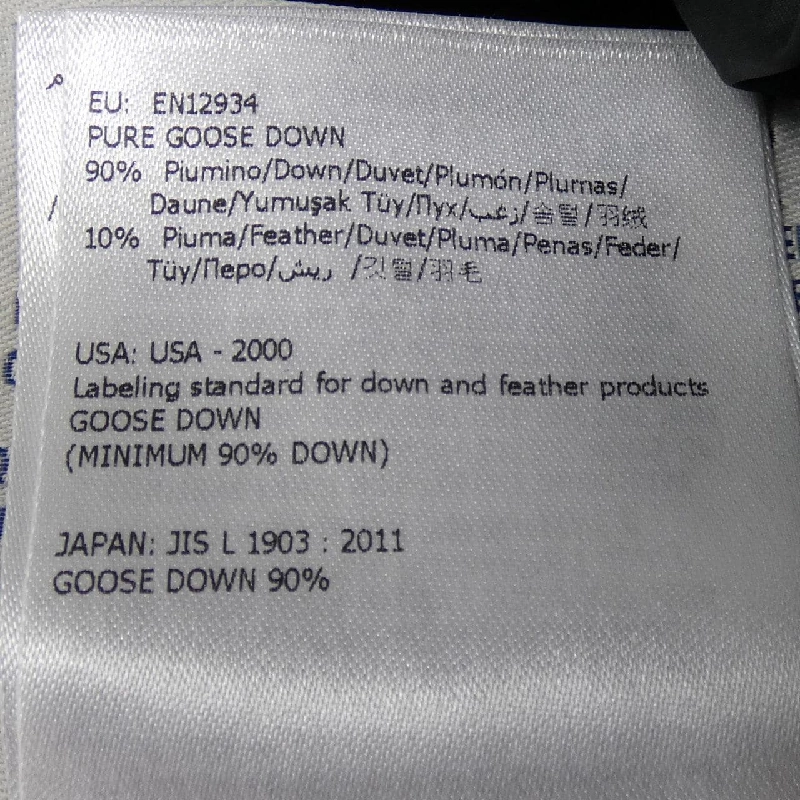 EU: EN12934
PURE GOOSE DOWN
90% Piumino/Down/Duvet/Plumón/Plumas/
Daune/Yumuşak Tüy/Пух/زغب/솜털/羽绒
10% Piuma/Feather/Duvet/Pluma/Penas/Feder/
Tüy/Перо/ريش /깃털/羽毛
USA: USA - 2000
Labeling standard for down and feather products
GOOSE DOWN
(MINIMUM 90% DOWN)
JAPAN: JIS L 1903 : 2011
GOOSE DOWN 90%